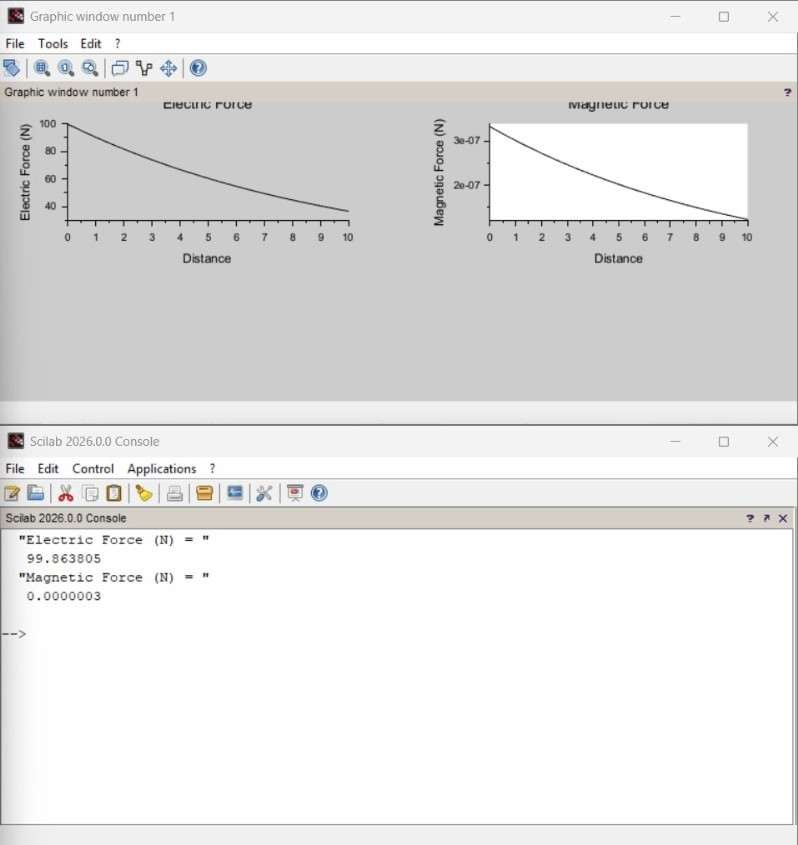 Graphic window number 1
File Tools Edit ?
Graphic window number 1 ?
Electric Force
Magnetic Force
Electric Force (N)
100
80
60
40
0 1 2 3 4 5 6 7 8 9 10
Distance
Magnetic Force (N)
3e-07
2e-07
0 1 2 3 4 5 6 7 8 9 10
Distance
Scilab 2026.0.0 Console
File Edit Control Applications ?
Scilab 2026.0.0 Console ?
"Electric Force (N) = "
99.863805
"Magnetic Force (N) = "
0.0000003
-->